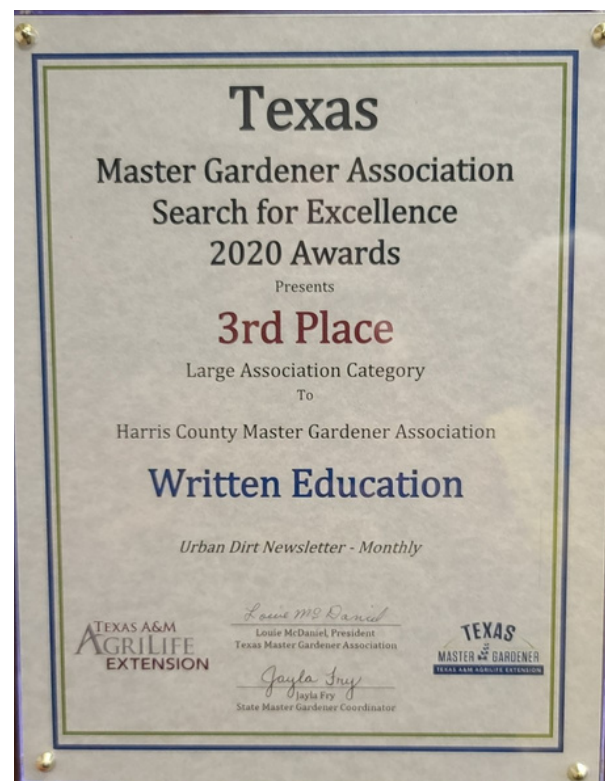 Texas
Master Gardener Association
Search for Excellence
2020 Awards
Presents
3rd Place
Large Association Category
To
Harris County Master Gardener Association
Written Education
Urban Dirt Newsletter - Monthly
TEXAS A&M
AGRILIFE
EXTENSION
Louie McDaniel
Louie McDaniel, President
Texas Master Gardener Association
Jayla Fry
Jayla Fry
State Master Gardener Coordinator
TEXAS
MASTER GARDENER
TEXAS A&M AGRILIFE EXTENSION